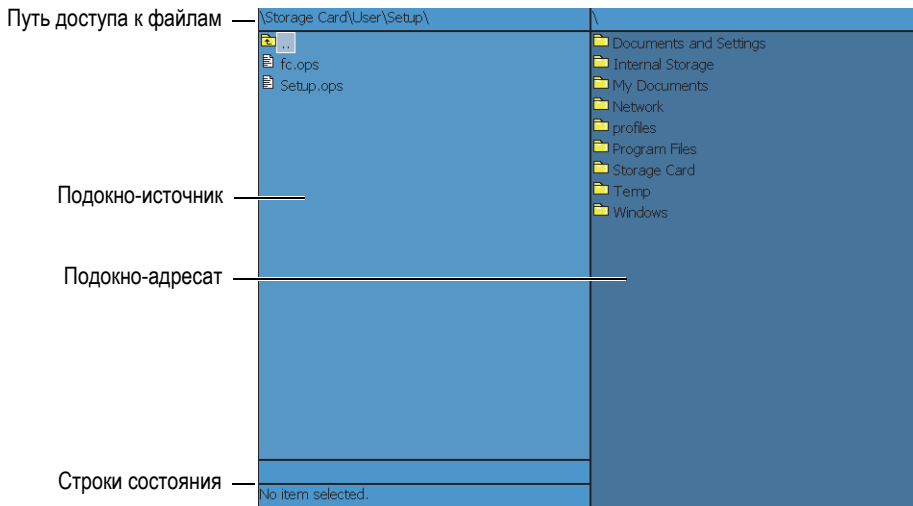 Путь доступа к файлам
\Storage Card\User\Setup\
\
..
fc.ops
Setup.ops
Documents and Settings
Internal Storage
My Documents
Network
profiles
Program Files
Storage Card
Temp
Windows
Подокно-источник
Подокно-адресат
Строки состояния
No item selected.